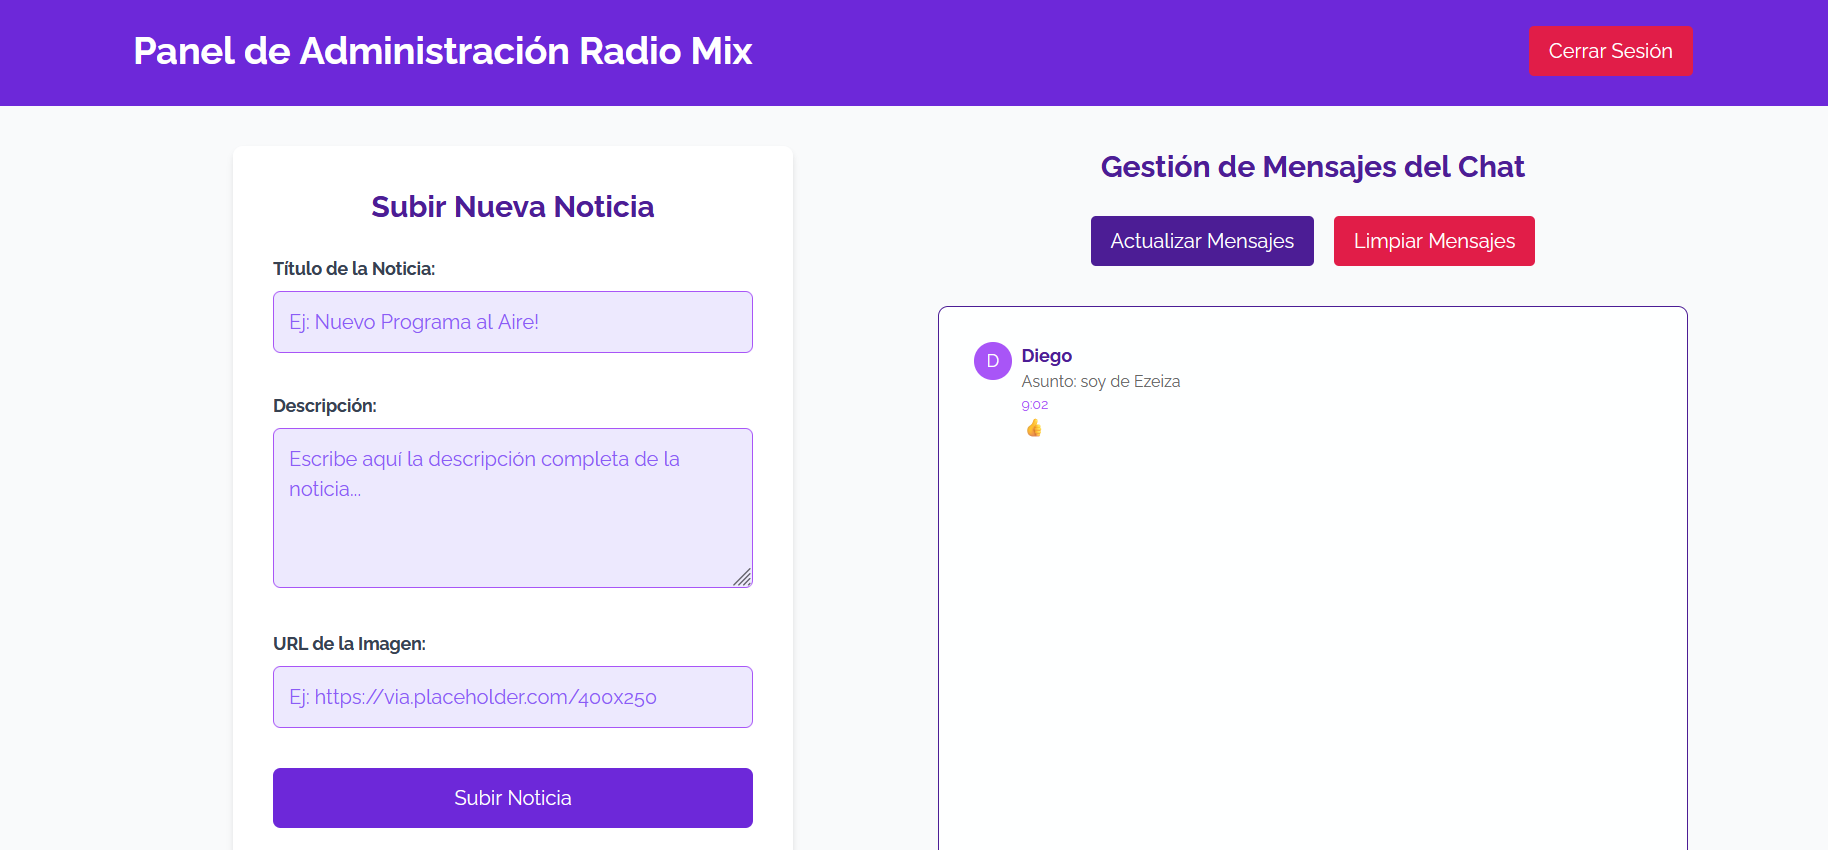 Panel de Administración Radio Mix
Cerrar Sesión
Subir Nueva Noticia
Título de la Noticia:
Ej: Nuevo Programa al Aire!
Descripción:
Escribe aquí la descripción completa de la
noticia...
URL de la Imagen:
Ej: https://via.placeholder.com/400x250
Subir Noticia
Gestión de Mensajes del Chat
Actualizar Mensajes
Limpiar Mensajes
D
Diego
Asunto: soy de Ezeiza
9:02
👍